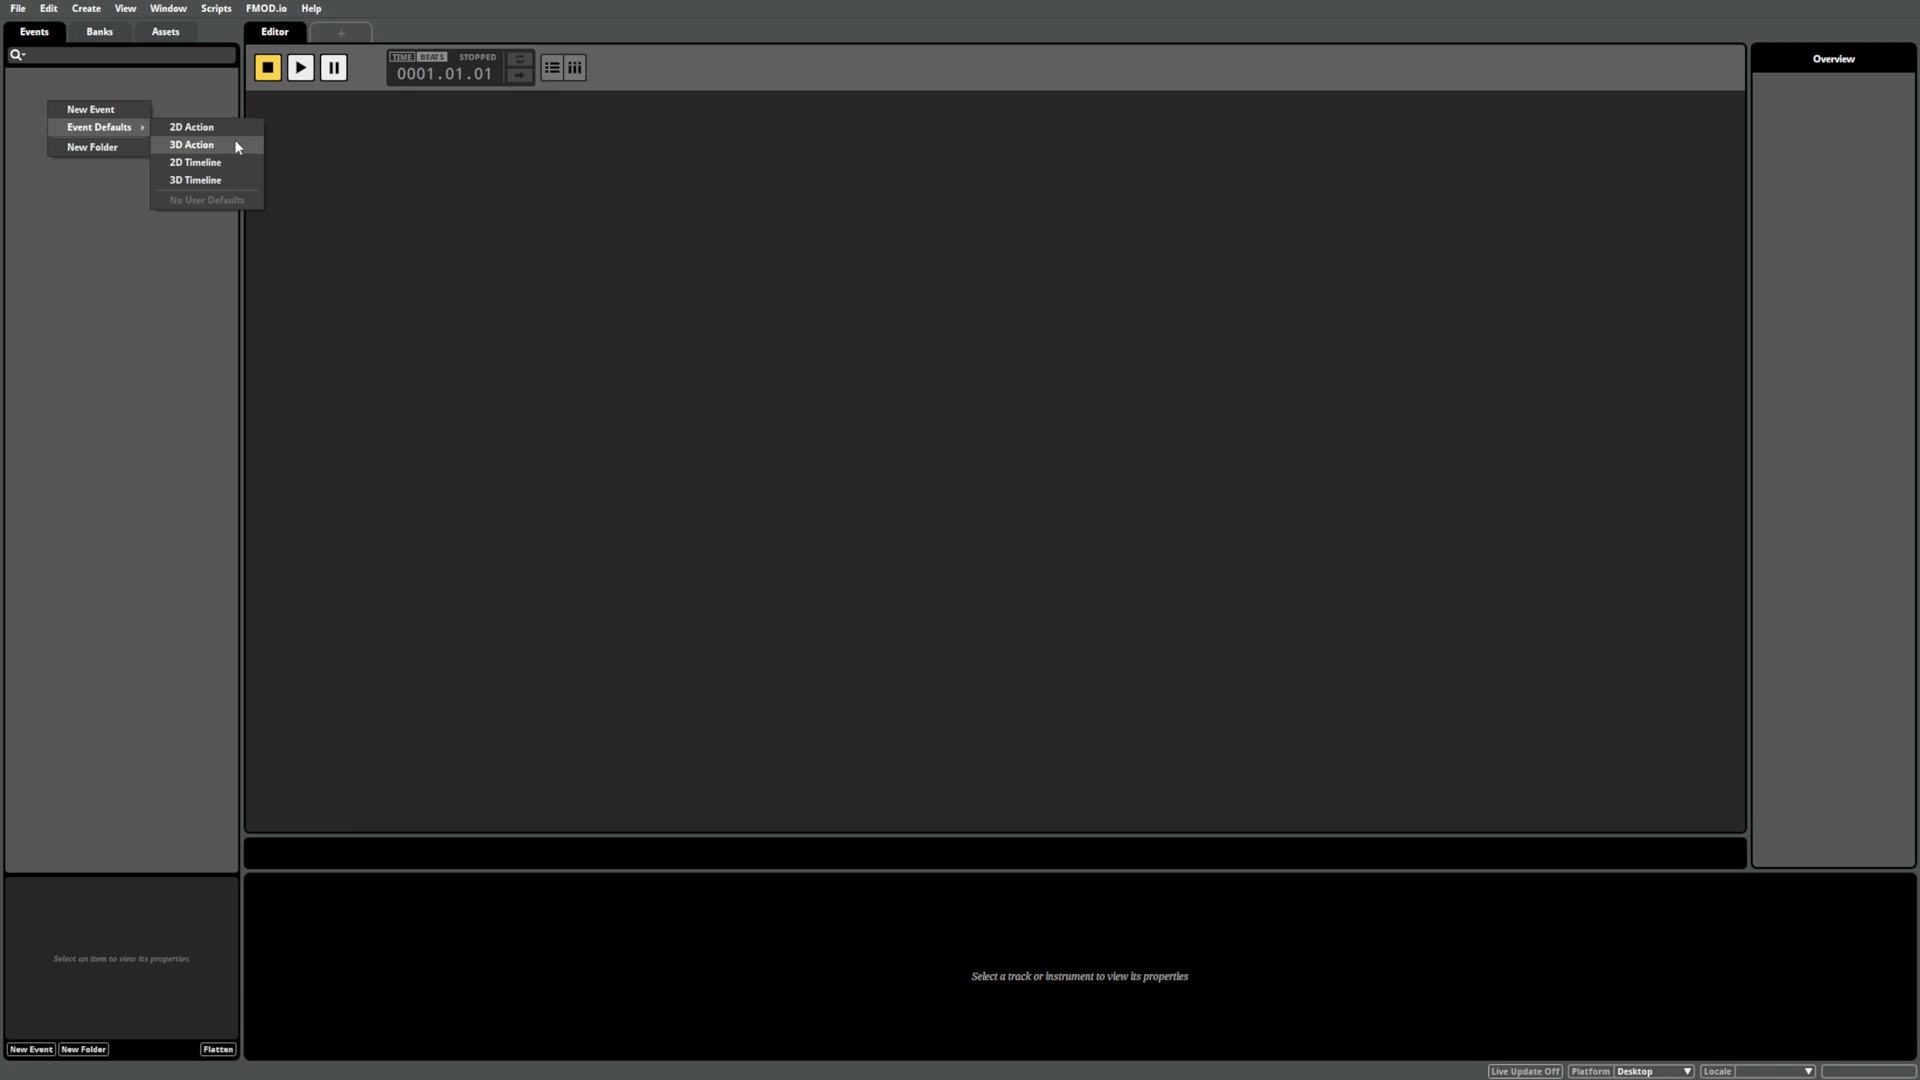 File Edit Create View Window Scripts FMOD.io Help
Events Banks Assets
Editor +
TIME BEATS STOPPED
0001.01.01
Overview
New Event
Event Defaults
New Folder
2D Action
3D Action
2D Timeline
3D Timeline
No User Defaults
Select an item to view its properties
Select a track or instrument to view its properties
New Event New Folder Flatten
Live Update Off Platform Desktop Locale